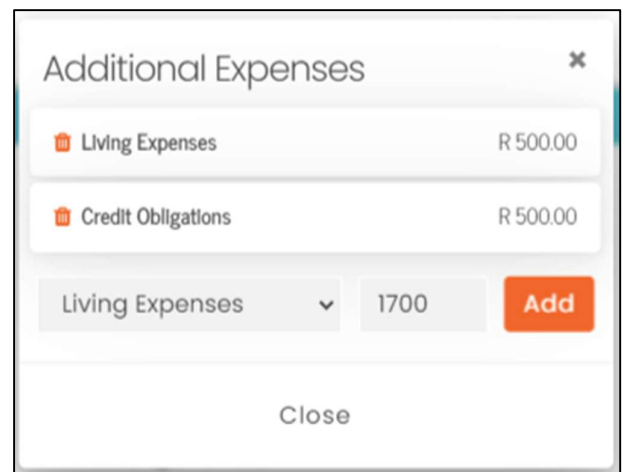 Additional Expenses ✖
Living Expenses R 500.00
Credit Obligations R 500.00
Living Expenses 1700 Add
Close